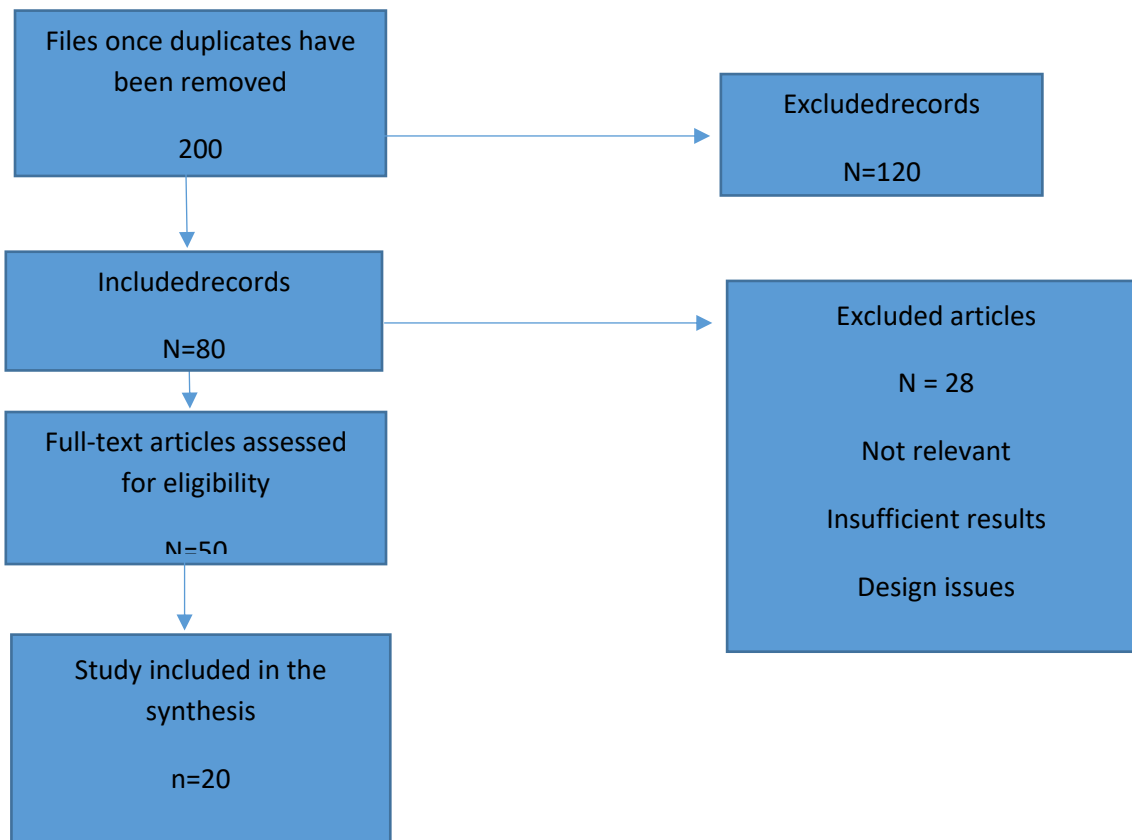 Files once duplicates have
been removed
200
Excludedrecords
N=120
Includedrecords
N=80
Excluded articles
N = 28
Not relevant
Insufficient results
Design issues
Full-text articles assessed
for eligibility
N=50
Study included in the
synthesis
n=20